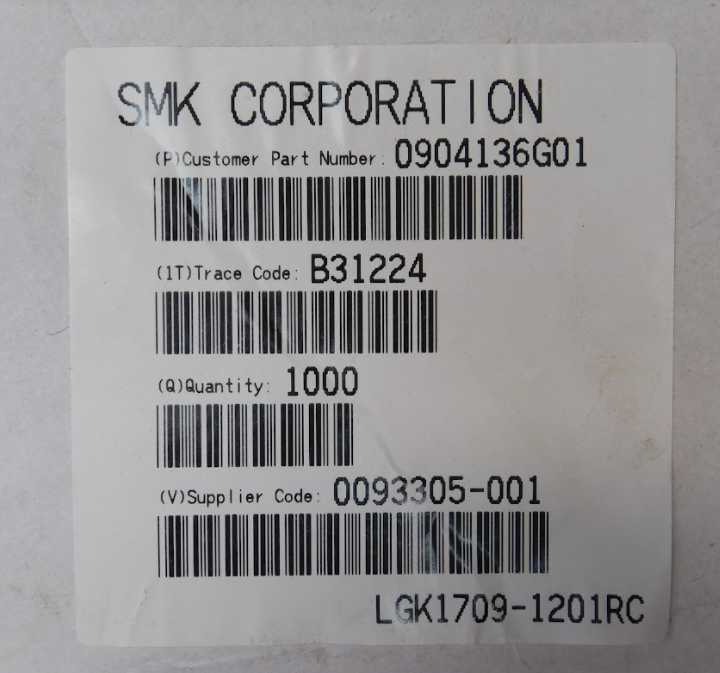 SMK CORPORATION
(P)Customer Part Number: 0904136G01
(1T)Trace Code: B31224
(Q)Quantity: 1000
(V)Supplier Code: 0093305-001
LGK1709-1201RC